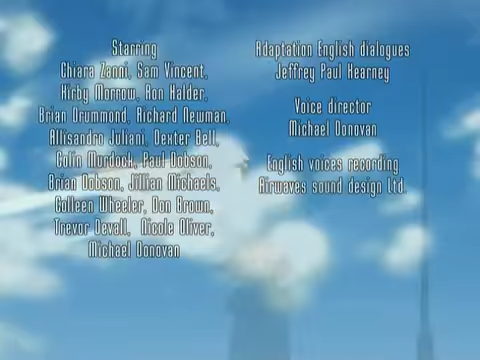 Starring
Chiara Zanni, Sam Vincent,
Kirby Morrow, Ron Halder,
Brian Drummond, Richard Newman,
Allisandro Juliani, Dexter Bell,
Colin Murdock, Paul Dobson,
Brian Dobson, Jillian Michaels,
Colleen Wheeler, Don Brown,
Trevor Devall, Nicole Oliver,
Michael Donovan
Adaptation English dialogues
Jeffrey Paul Kearney
Voice director
Michael Donovan
English voices recording
Airwaves sound design Ltd.